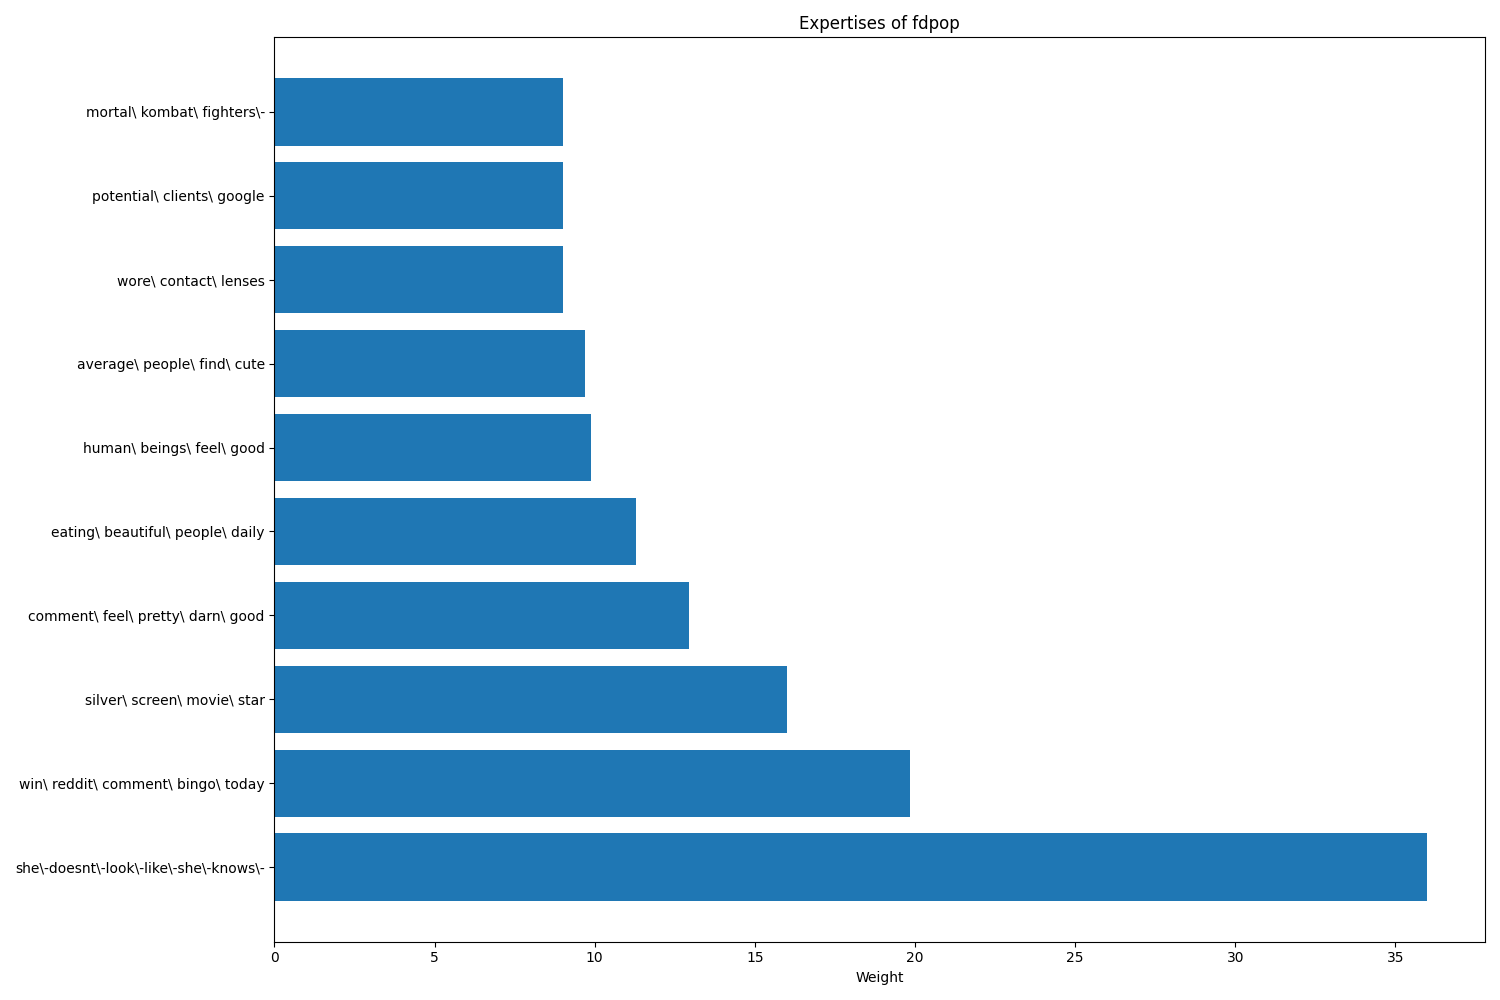 Expertises of fdpop
mortal\ kombat\ fighters\-
potential\ clients\ google
wore\ contact\ lenses
average\ people\ find\ cute
human\ beings\ feel\ good
eating\ beautiful\ people\ daily
comment\ feel\ pretty\ darn\ good
silver\ screen\ movie\ star
win\ reddit\ comment\ bingo\ today
she\-doesnt\-look\-like\-she\-knows\-
0 5 10 15 20 25 30 35
Weight